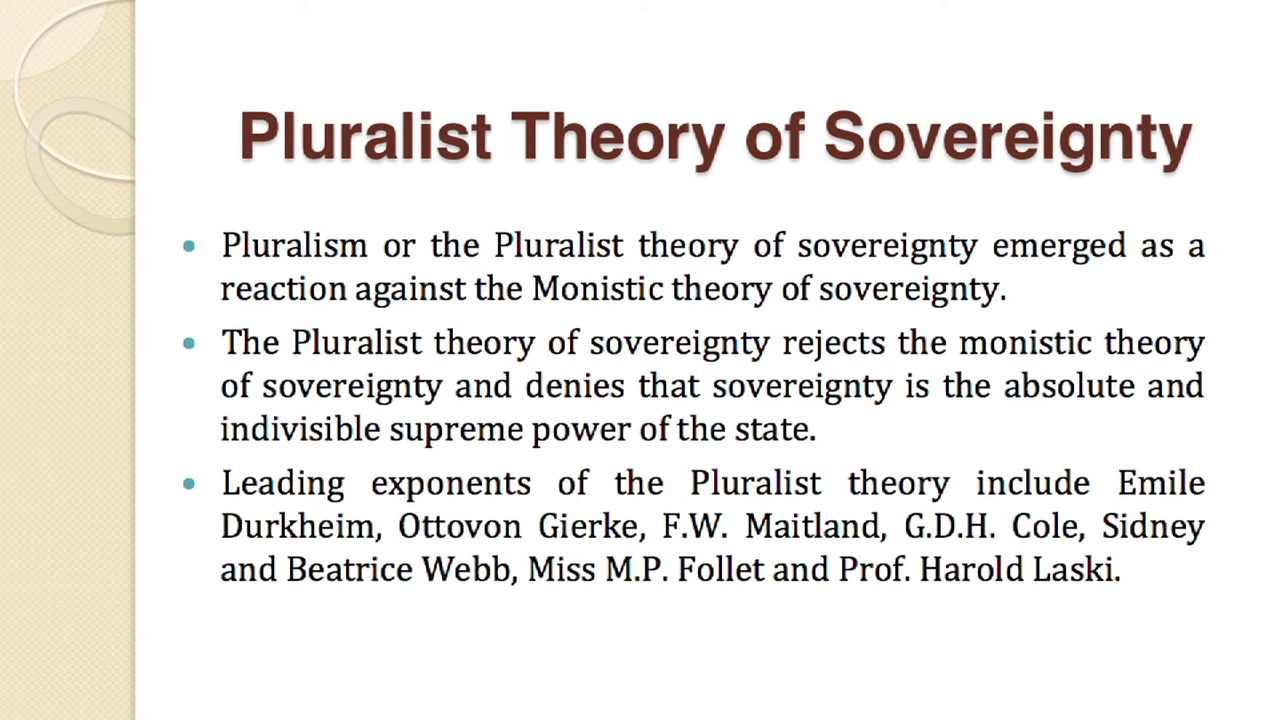 Pluralist Theory of Sovereignty
• Pluralism or the Pluralist theory of sovereignty emerged as a
reaction against the Monistic theory of sovereignty.
• The Pluralist theory of sovereignty rejects the monistic theory
of sovereignty and denies that sovereignty is the absolute and
indivisible supreme power of the state.
• Leading exponents of the Pluralist theory include Emile
Durkheim, Ottovon Gierke, F.W. Maitland, G.D.H. Cole, Sidney
and Beatrice Webb, Miss M.P. Follet and Prof. Harold Laski.